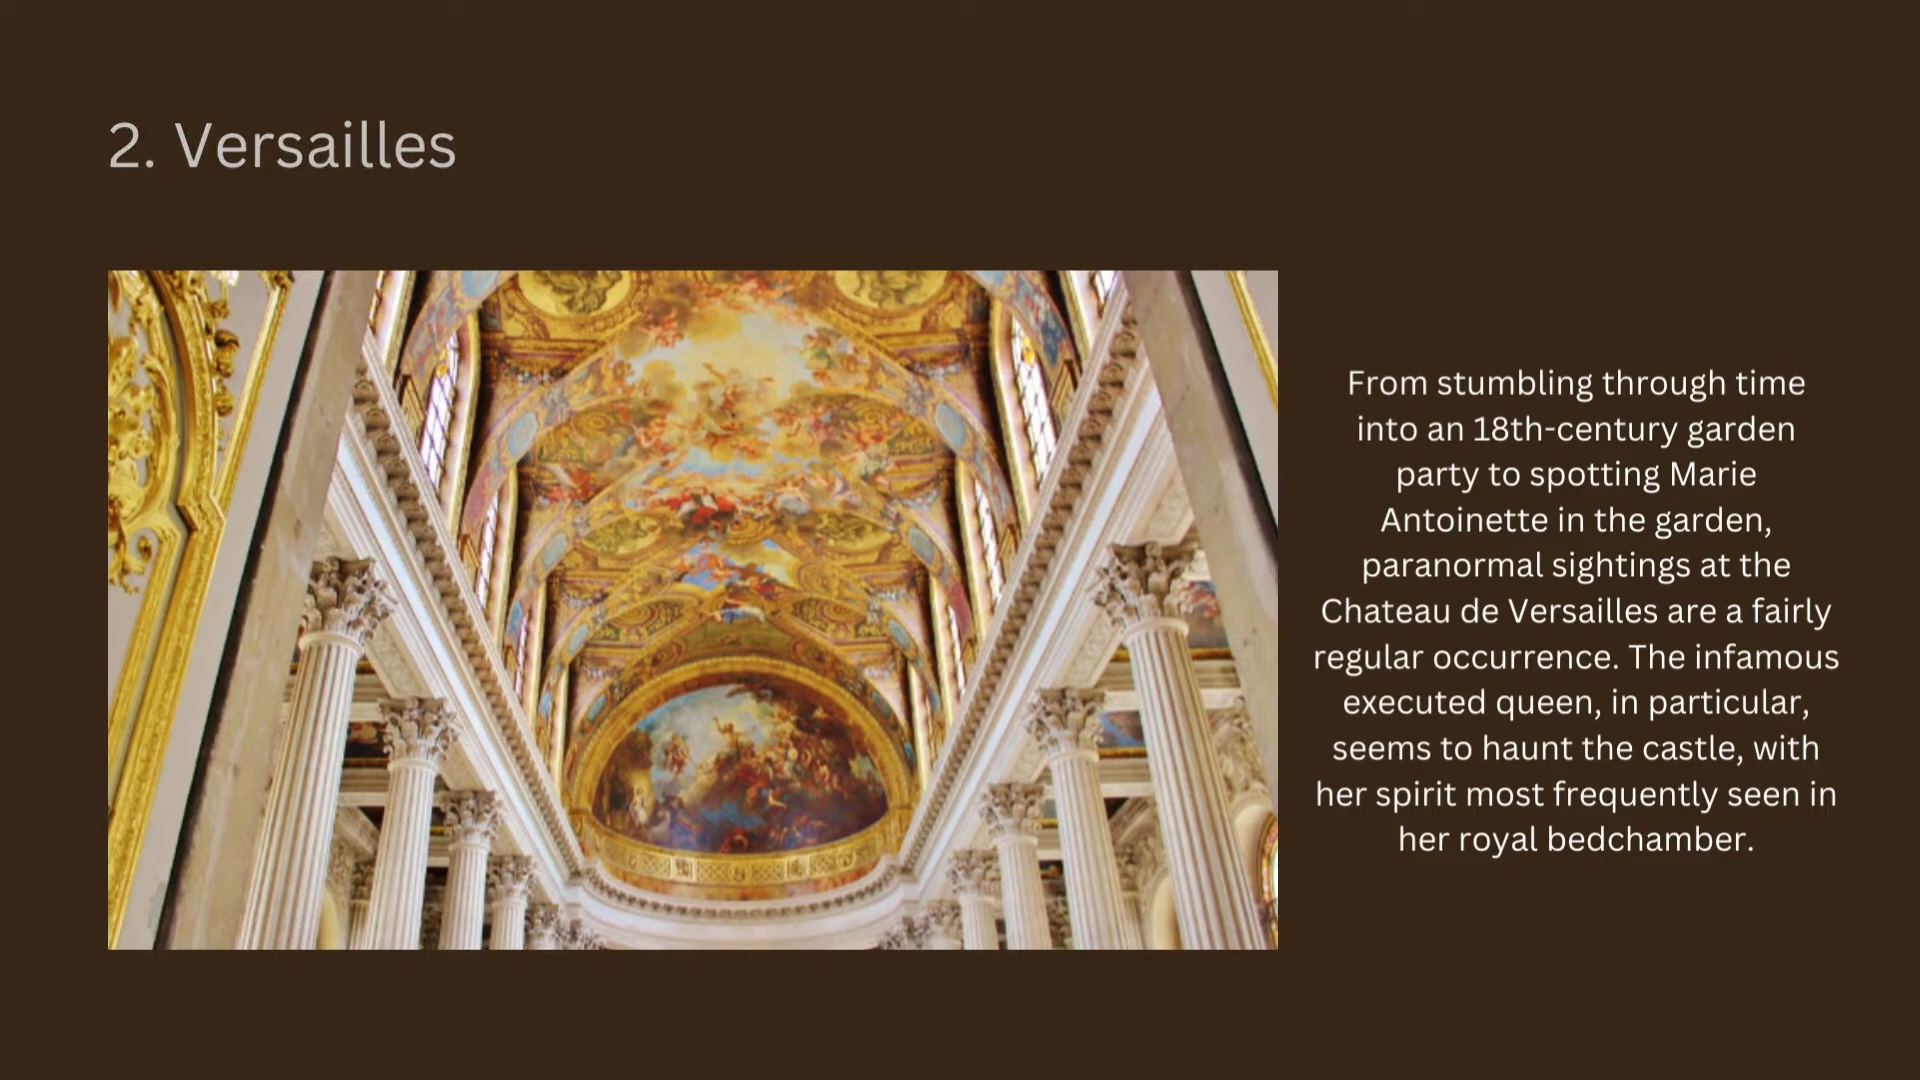 2. Versailles
From stumbling through time
into an 18th-century garden
party to spotting Marie
Antoinette in the garden,
paranormal sightings at the
Chateau de Versailles are a fairly
regular occurrence. The infamous
executed queen, in particular,
seems to haunt the castle, with
her spirit most frequently seen in
her royal bedchamber.